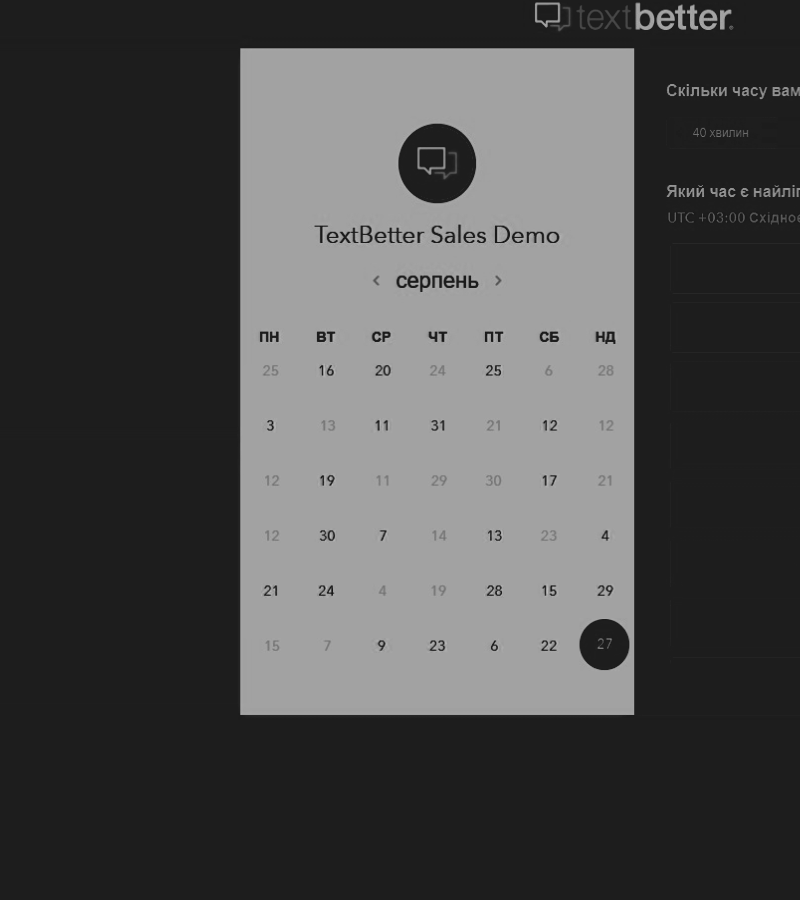 textbetter.
TextBetter Sales Demo
серпень
ПН ВТ СР ЧТ ПТ СБ НД
25 16 20 24 25 6 28
3 13 11 31 21 12 12
12 19 11 29 30 17 21
12 30 7 14 13 23 4
21 24 4 19 28 15 29
15 7 9 23 6 22 27
Скільки часу вам
40 хвилин
Який час є
UTC +03:00